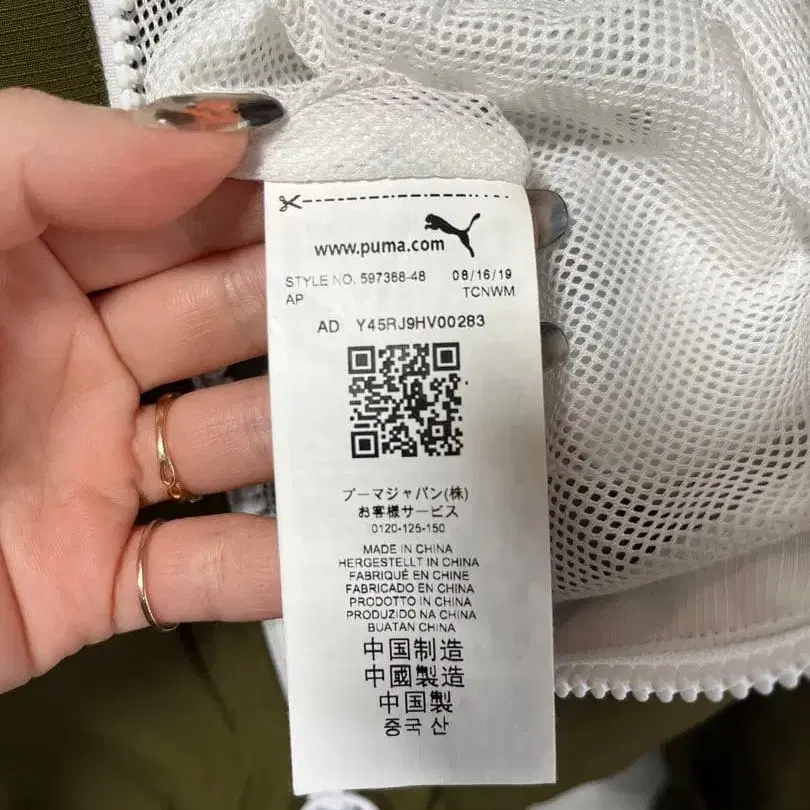 www.puma.com
STYLE NO. 597388-48 08/16/19
AP TCNWM
AD Y45RJ9HV00283
プーマジャパン(株)
お客様サービス
0120-125-150
MADE IN CHINA
HERGESTELLT IN CHINA
FABRIQUÉ EN CHINE
FABRICADO EN CHINA
PRODOTTO IN CHINA
PRODUZIDO NA CHINA
BUATAN CHINA
中国制造
中國製造
中国製
중국 산